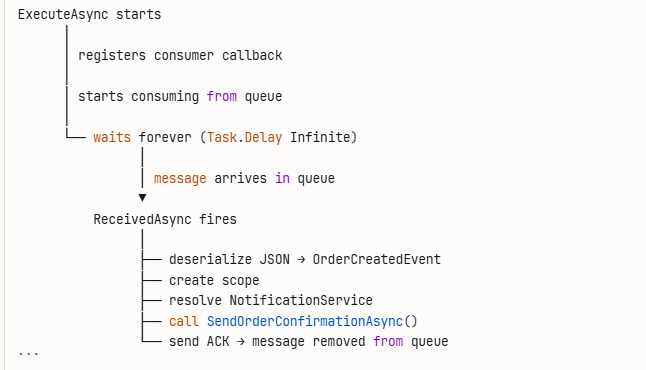 ExecuteAsync starts
│
│ registers consumer callback
│
│ starts consuming from queue
│
└── waits forever (Task.Delay Infinite)
│
│ message arrives in queue
▼
ReceivedAsync fires
│
├── deserialize JSON → OrderCreatedEvent
├── create scope
├── resolve NotificationService
├── call SendOrderConfirmationAsync()
└── send ACK → message removed from queue
```